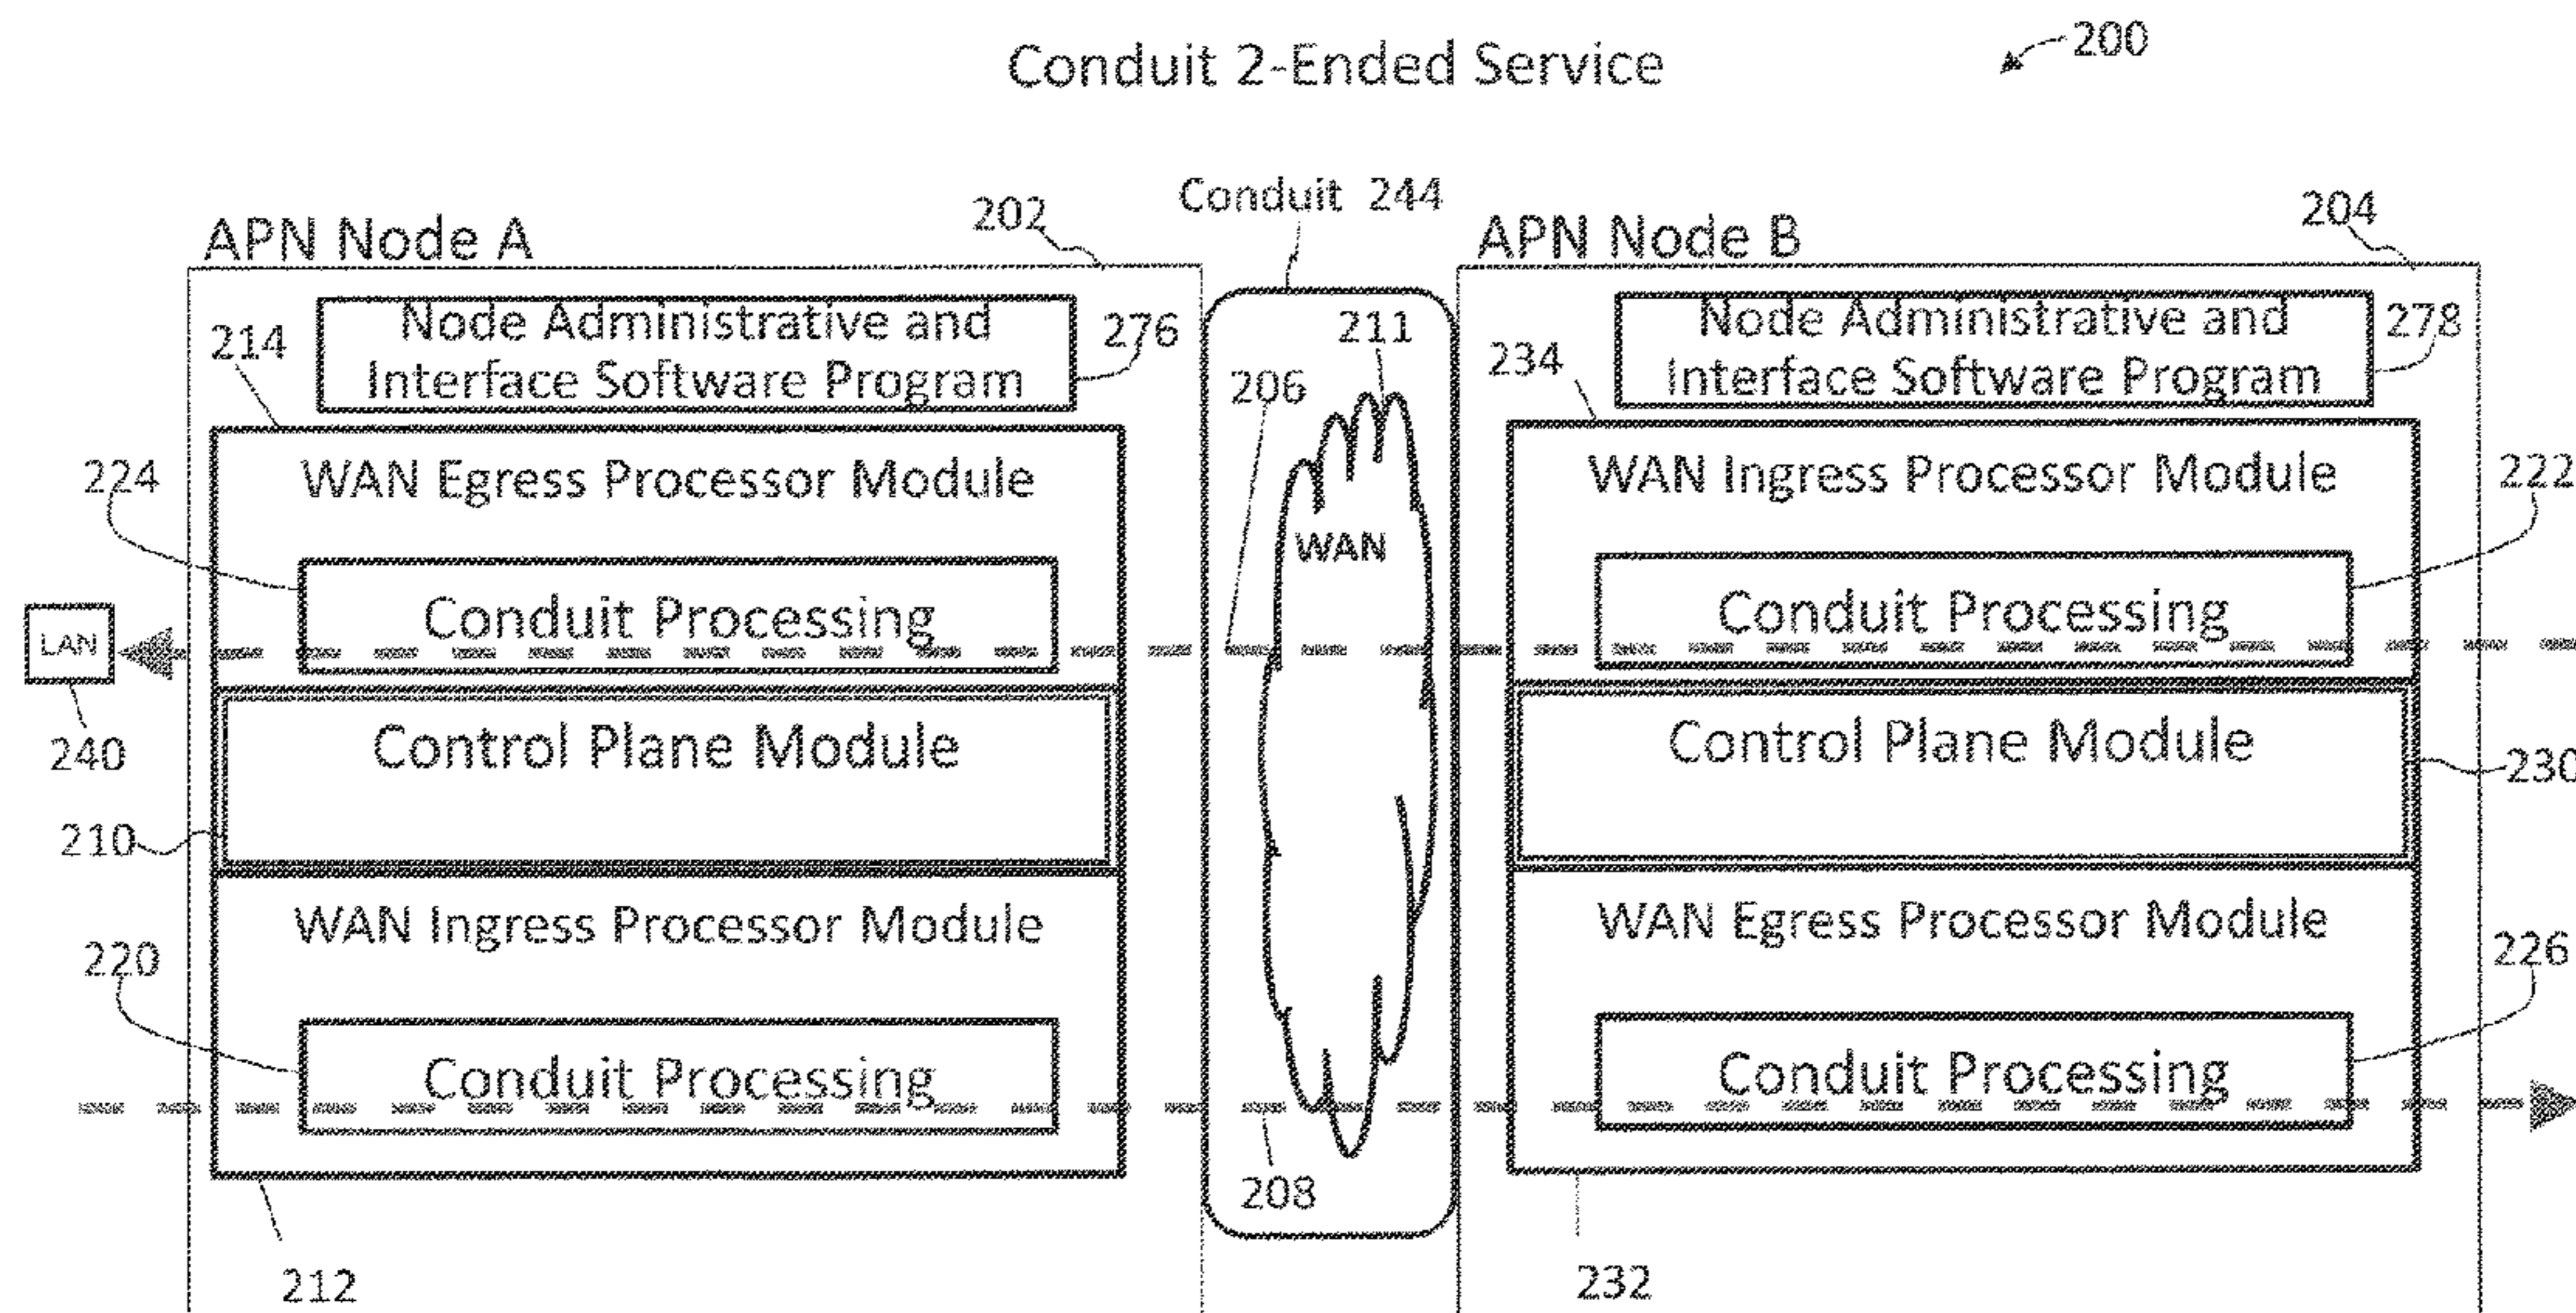 Conduit 2-Ended Service
200
Conduit 244
APN Node A
202
APN Node B
204
214
Node Administrative and
Interface Software Program
276
206
211
234
Node Administrative and
Interface Software Program
278
224
WAN Egress Processor Module
WAN
WAN Ingress Processor Module
222
Conduit Processing
Conduit Processing
LAN
240
Control Plane Module
Control Plane Module
230
210
WAN Ingress Processor Module
WAN Egress Processor Module
220
226
Conduit Processing
Conduit Processing
208
212
232